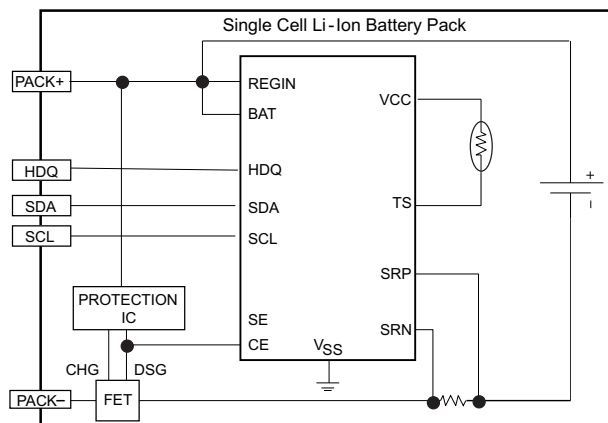 Single Cell Li-Ion Battery Pack
PACK+
REGIN
VCC
BAT
HDQ
HDQ
SDA
SDA
TS
+
-
SCL
SCL
SRP
PROTECTION
IC
SE
SRN
CE
VSS
CHG
DSG
PACK–
FET